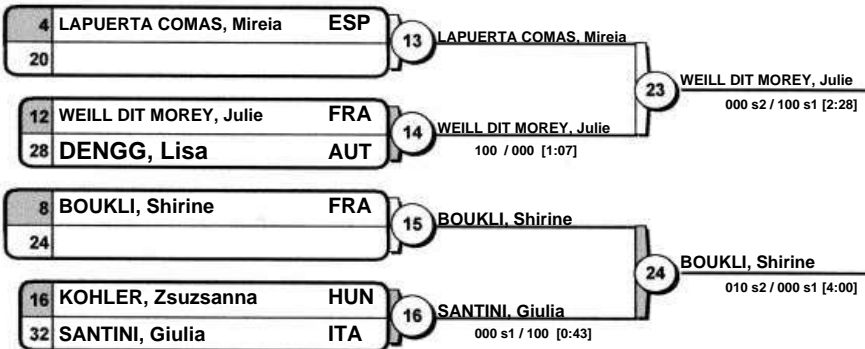 4 LAPUERTA COMAS, Mireia ESP
20
13 LAPUERTA COMAS, Mireia
12 WEILL DIT MOREY, Julie FRA
28 DENGG, Lisa AUT
14 WEILL DIT MOREY, Julie
100 / 000 [1:07]
23 WEILL DIT MOREY, Julie
000 s2 / 100 s1 [2:28]
8 BOUKLI, Shirine FRA
24
15 BOUKLI, Shirine
16 KOHLER, Zsuzsanna HUN
32 SANTINI, Giulia ITA
16 SANTINI, Giulia
000 s1 / 100 [0:43]
24 BOUKLI, Shirine
010 s2 / 000 s1 [4:00]